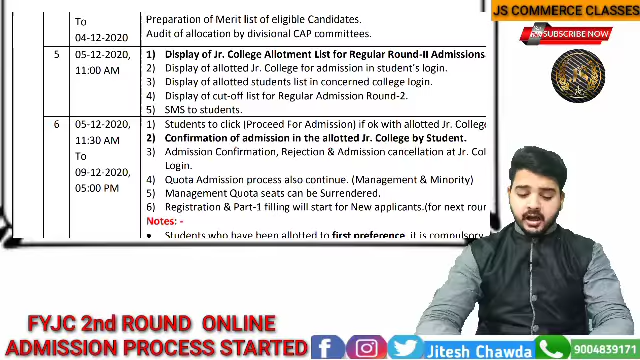 JS COMMERCE CLASSES
SUBSCRIBE NOW
To
04-12-2020
Preparation of Merit list of eligible Candidates.
Audit of allocation by divisional CAP committees.
5
05-12-2020,
11:00 AM
1) Display of Jr. College Allotment List for Regular Round-II Admissions
2) Display of allotted Jr. College for admission in student's login.
3) Display of allotted students list in concerned college login.
4) Display of cut-off list for Regular Admission Round-2.
5) SMS to students.
6
05-12-2020,
11:30 AM
To
09-12-2020
05:00 PM
1) Students to click (Proceed For Admission) if ok with allotted Jr. College
2) Confirmation of admission in the allotted Jr. College by Student.
3) Admission Confirmation, Rejection & Admission cancellation at Jr. Col
Login.
4) Quota Admission process also continue. (Management & Minority)
5) Management Quota seats can be Surrendered.
6) Registration & Part-1 filling will start for New applicants.(for next roun
Notes: -
• Students who have been allotted to first preference, it is compulsory
FYJC 2nd ROUND ONLINE
ADMISSION PROCESS STARTED
Jitesh Chawda
9004839171